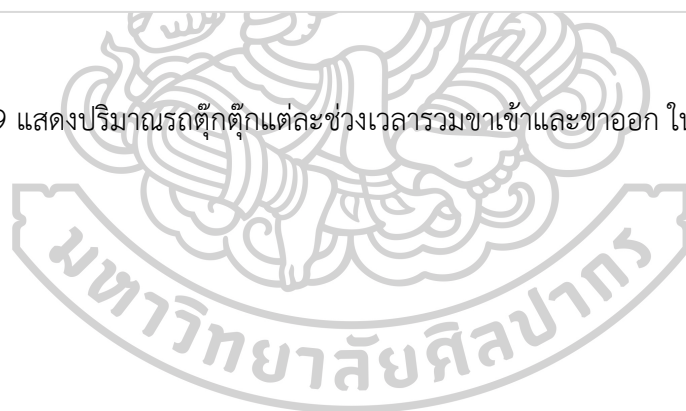 9 แสดงปริมาณรถตุ๊กตุ๊กแต่ละช่วงเวลารวมขาเข้าและขาออก ใน
มหาวิทยาลัยศิลปากร